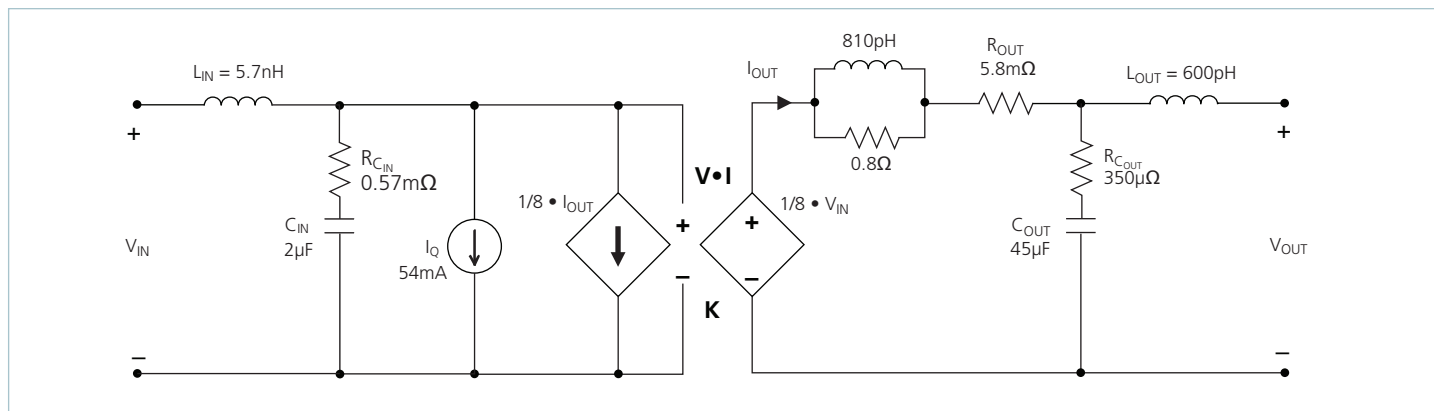 L_IN = 5.7nH
+
−
V_IN
R_C_IN
0.57mΩ
C_IN
2µF
I_Q
54mA
1/8 • I_OUT
V•I
+
−
K
+
−
1/8 • V_IN
I_OUT
810pH
0.8Ω
R_OUT
5.8mΩ
L_OUT = 600pH
R_C_OUT
350µΩ
C_OUT
45µF
+
−
V_OUT